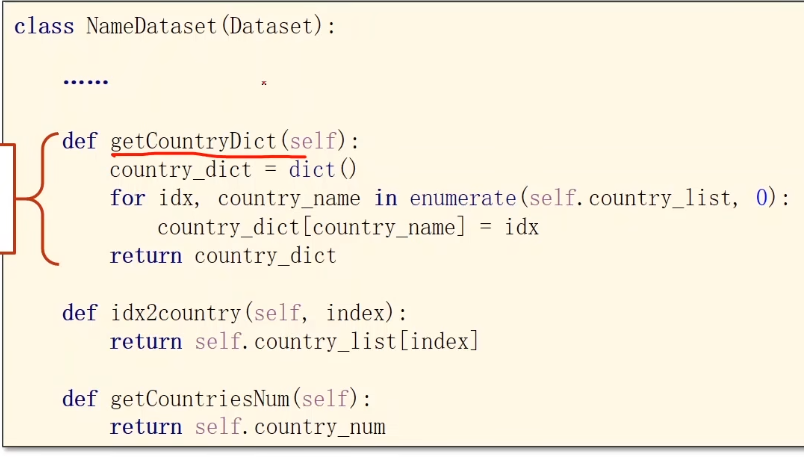 class NameDataset(Dataset):
    ......
    def getCountryDict(self):
        country_dict = dict()
        for idx, country_name in enumerate(self.country_list, 0):
            country_dict[country_name] = idx
        return country_dict
    def idx2country(self, index):
        return self.country_list[index]
    def getCountriesNum(self):
        return self.country_num